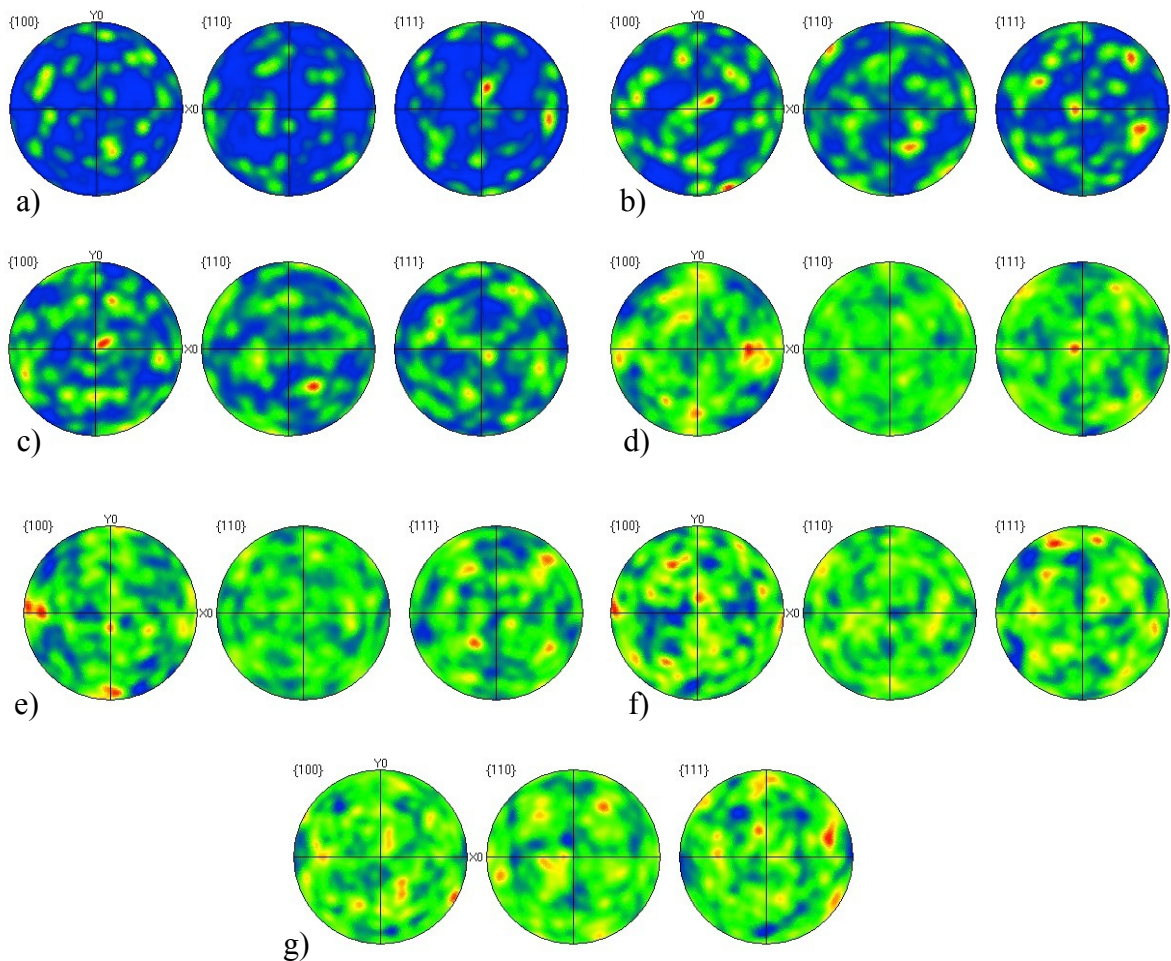 {100} Y0 {110} {111} {100} Y0 {110} {111}
X0 X0
a) b)
{100} Y0 {110} {111} {100} Y0 {110} {111}
X0 X0
c) d)
{100} Y0 {110} {111} {100} Y0 {110} {111}
X0 X0
e) f)
{100} Y0 {110} {111}
X0
g)